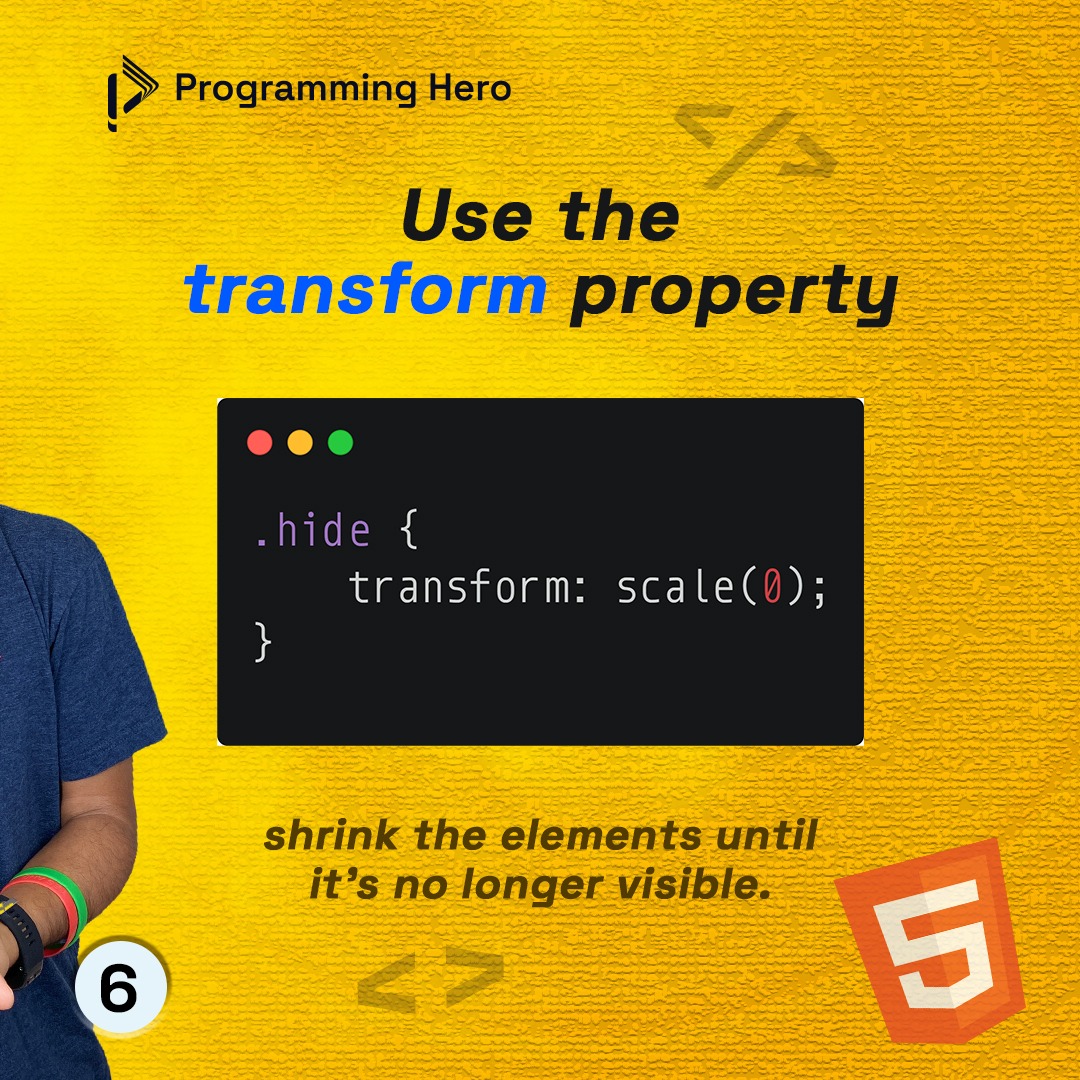 Programming Hero
</>
Use the
transform property
.hide {
    transform: scale(0);
}
shrink the elements until
it's no longer visible.
< >
5
6